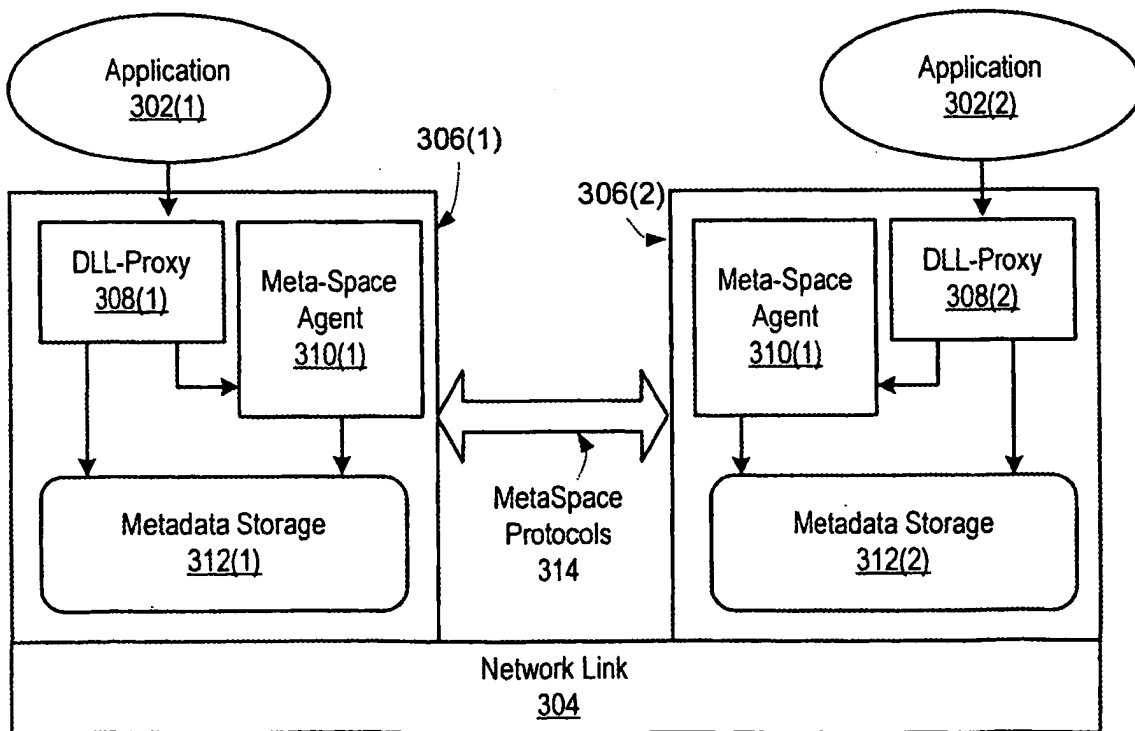 Application
302(1)
Application
302(2)
306(1)
306(2)
DLL-Proxy
308(1)
Meta-Space
Agent
310(1)
Meta-Space
Agent
310(1)
DLL-Proxy
308(2)
Metadata Storage
312(1)
MetaSpace
Protocols
314
Metadata Storage
312(2)
Network Link
304